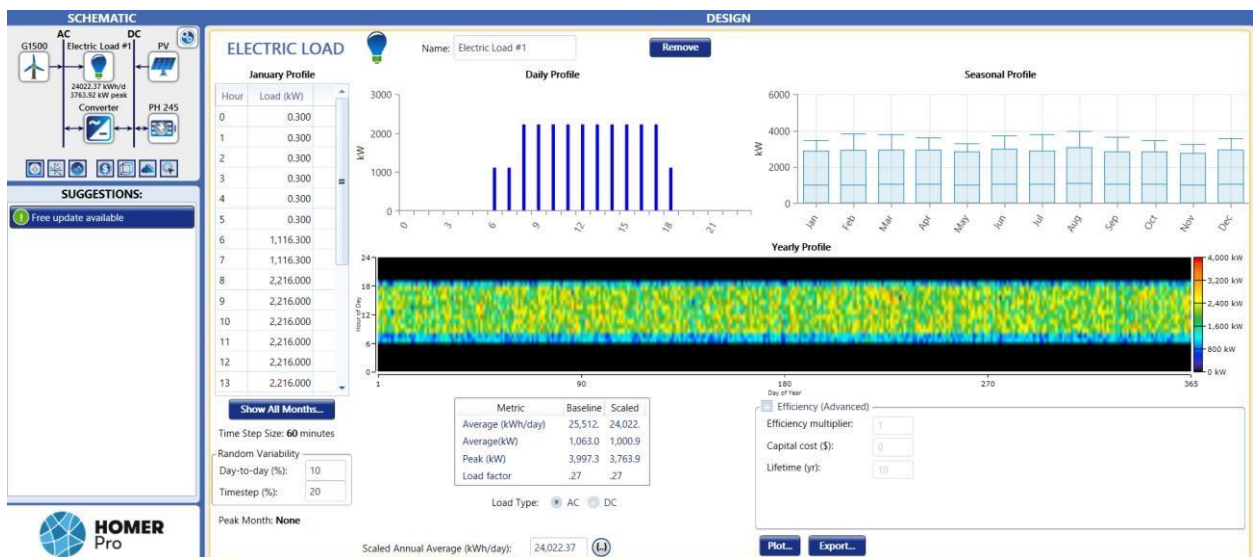 SCHEMATIC
DESIGN
AC DC
G1500 Electric Load #1 PV
24022.37 kWh/d
3763.92 kW peak
Converter PH 245
SUGGESTIONS:
Free update available
HOMER
Pro
ELECTRIC LOAD
Name: Electric Load #1
Remove
January Profile
Hour Load (kW)
0 0.300
1 0.300
2 0.300
3 0.300
4 0.300
5 0.300
6 1,116.300
7 1,116.300
8 2,216.000
9 2,216.000
10 2,216.000
11 2,216.000
12 2,216.000
13 2,216.000
Show All Months...
Time Step Size: 60 minutes
Random Variability
Day-to-day (%): 10
Timestep (%): 20
Peak Month: None
Daily Profile
3000
2000
1000
0
kW
0 3 6 9 12 15 18 21
Seasonal Profile
6000
4000
2000
0
kW
Jan Feb Mar Apr May Jun Jul Aug Sep Oct Nov Dec
Yearly Profile
24
18
12
6
0
Hour of Day
1 90 180 270 365
Day of Year
4,000 kW
3,200 kW
2,400 kW
1,600 kW
800 kW
0 kW
Metric Baseline Scaled
Average (kWh/day) 25,512. 24,022.
Average(kW) 1,063.0 1,000.9
Peak (kW) 3,997.3 3,763.9
Load factor .27 .27
Load Type: AC DC
Scaled Annual Average (kWh/day): 24,022.37 {..}
Efficiency (Advanced)
Efficiency multiplier: 1
Capital cost ($): 0
Lifetime (yr): 10
Plot... Export...